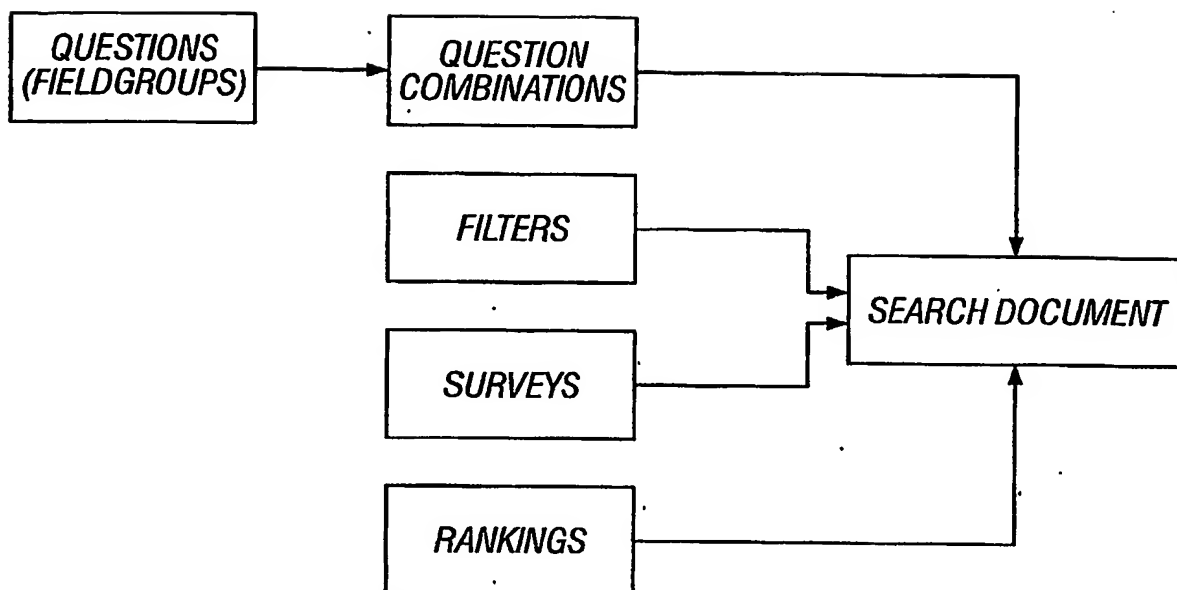 QUESTIONS
(FIELDGROUPS)
QUESTION
COMBINATIONS
FILTERS
SEARCH DOCUMENT
SURVEYS
RANKINGS